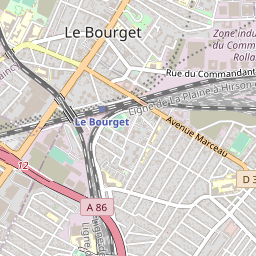 Le Bourget
Zone indu
du Comm
Rolla
Rue du Commandant
Ligne de La Plaine à Hirson
Le Bourget
Avenue Marceau
12
D 3
A 86
Ligne